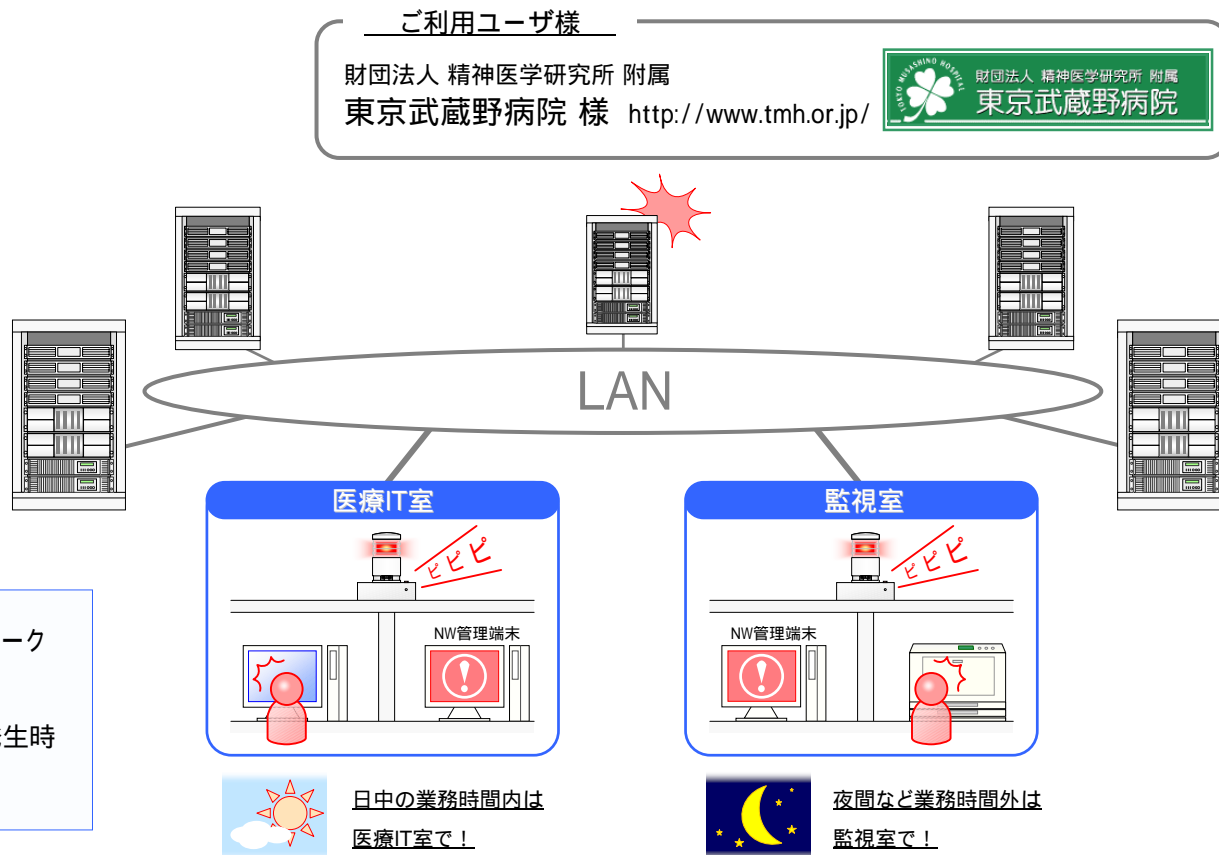 ご利用ユーザ様
財団法人 精神医学研究所 附属
東京武蔵野病院 様 http://www.tmh.or.jp/
TOKYO MUSASHINO HOSPITAL
財団法人 精神医学研究所 附属
東京武蔵野病院
LAN
医療IT室
監視室
ピピピ
ピピピ
ーク
NW管理端末
NW管理端末
生時
日中の業務時間内は
医療IT室で！
夜間など業務時間外は
監視室で！